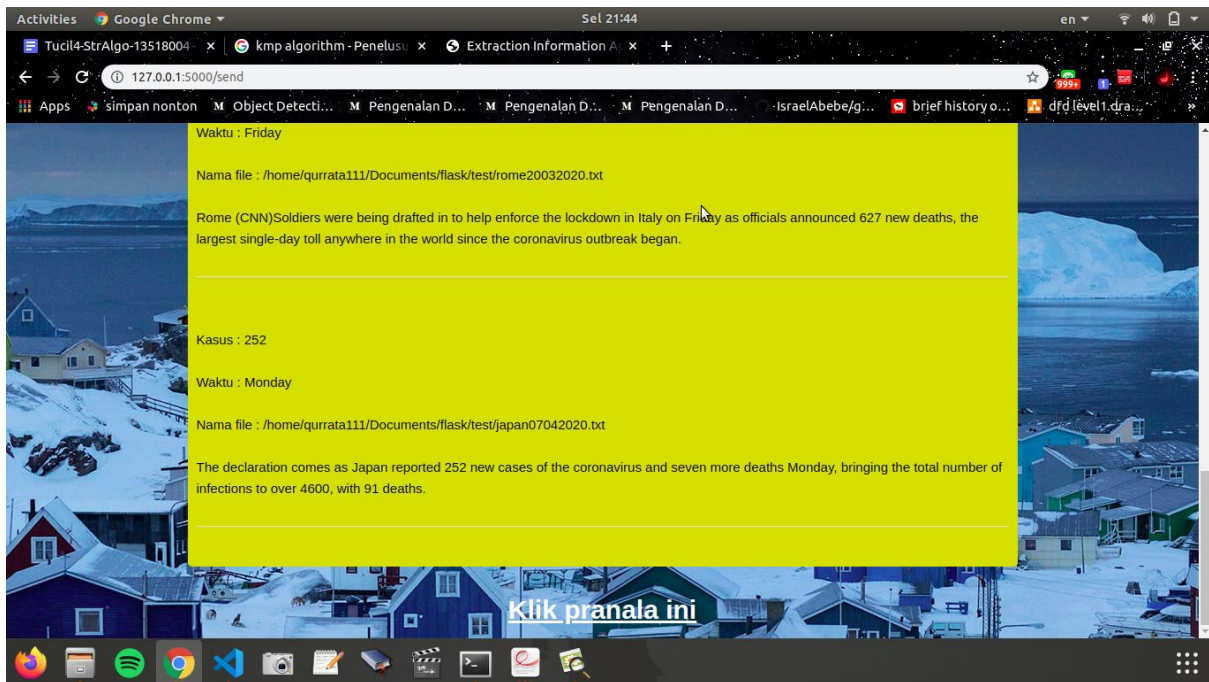 Activities Google Chrome Sel 21:44 en
Tucil4-StrAlgo-13518004- kmp algorithm - Penelusu Extraction Information A
127.0.0.1:5000/send 999+ 1
Apps simpan nonton Object Detecti... Pengenalan D... Pengenalan D... Pengenalan D... IsraelAbebe/g... brief history o... dfd level1.dra... »
Waktu : Friday
Nama file : /home/qurrata111/Documents/flask/test/rome20032020.txt
Rome (CNN)Soldiers were being drafted in to help enforce the lockdown in Italy on Friday as officials announced 627 new deaths, the
largest single-day toll anywhere in the world since the coronavirus outbreak began.
Kasus : 252
Waktu : Monday
Nama file : /home/qurrata111/Documents/flask/test/japan07042020.txt
The declaration comes as Japan reported 252 new cases of the coronavirus and seven more deaths Monday, bringing the total number of
infections to over 4600, with 91 deaths.
Klik pranala ini